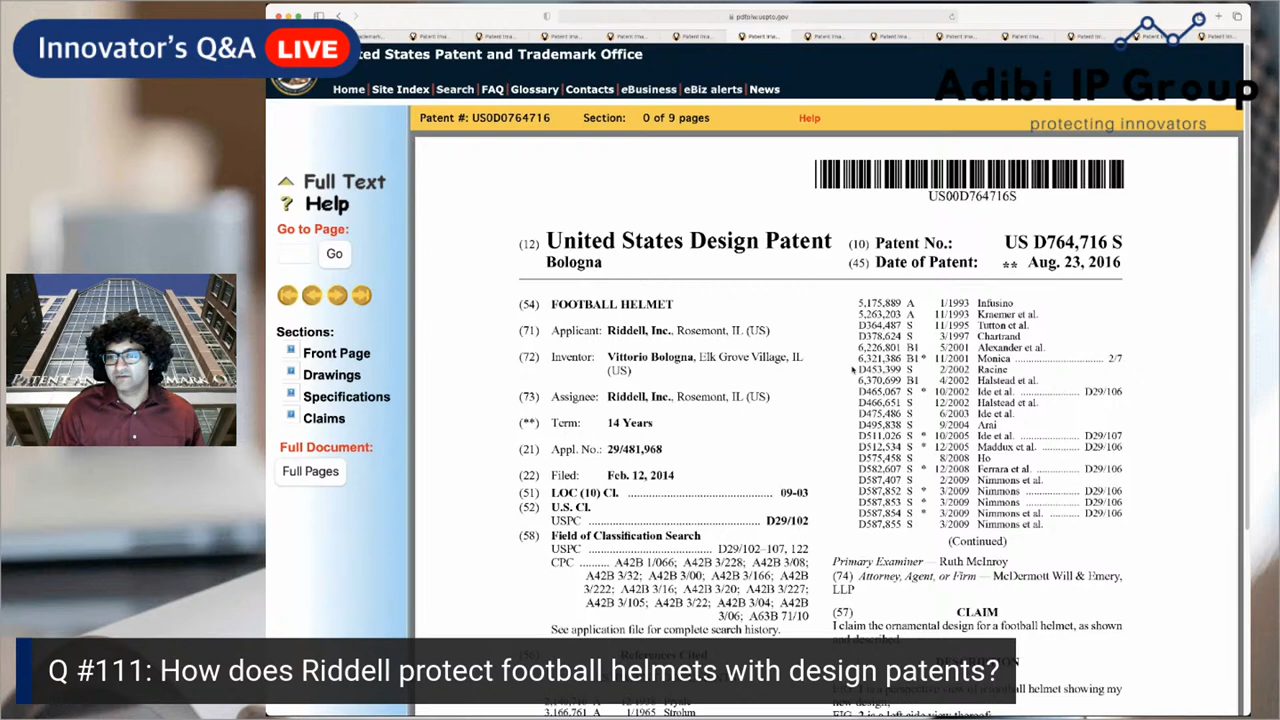 Innovator's Q&A LIVE
pdfpiw.uspto.gov
United States Patent and Trademark Office
Home | Site Index | Search | FAQ | Glossary | Contacts | eBusiness | eBiz alerts | News
Adibi IP Group
protecting innovators
Patent #: US0D0764716 Section: 0 of 9 pages Help
Full Text
Help
Go to Page:
Go
Sections:
Front Page
Drawings
Specifications
Claims
Full Document:
Full Pages
US00D764716S
(12) United States Design Patent
Bologna
(10) Patent No.: US D764,716 S
(45) Date of Patent: ** Aug. 23, 2016
(54) FOOTBALL HELMET
(71) Applicant: Riddell, Inc., Rosemont, IL (US)
(72) Inventor: Vittorio Bologna, Elk Grove Village, IL
(US)
(73) Assignee: Riddell, Inc., Rosemont, IL (US)
(**) Term: 14 Years
(21) Appl. No.: 29/481,968
(22) Filed: Feb. 12, 2014
(51) LOC (10) Cl. .................................. 09-03
(52) U.S. Cl.
USPC ................................................ D29/102
(58) Field of Classification Search
USPC .................................. D29/102–107, 122
CPC .......... A42B 1/066; A42B 3/228; A42B 3/08;
A42B 3/32; A42B 3/00; A42B 3/166; A42B
3/222; A42B 3/16; A42B 3/20; A42B 3/227;
A42B 3/105; A42B 3/22; A42B 3/04; A42B
3/06; A63B 71/10
See application file for complete search history.
(56) References Cited
3,166,761 A 1/1965 Strohm
5,175,889 A 1/1993 Infusino
5,263,203 A 11/1993 Kraemer et al.
D364,487 S 11/1995 Tutton et al.
D378,624 S 3/1997 Chartrand
6,226,801 B1 5/2001 Alexander et al.
6,321,386 B1 * 11/2001 Monica ...................... 2/7
D453,399 S 2/2002 Racine
6,370,699 B1 4/2002 Halstead et al.
D465,067 S * 10/2002 Ide et al. .............. D29/106
D466,651 S 12/2002 Halstead et al.
D475,486 S 6/2003 Ide et al.
D495,838 S 9/2004 Arai
D511,026 S * 10/2005 Ide et al. .............. D29/107
D512,534 S * 12/2005 Maddux et al. ........ D29/106
D575,458 S 8/2008 Ho
D582,607 S * 12/2008 Ferrara et al. ......... D29/106
D587,407 S 2/2009 Nimmons et al.
D587,852 S * 3/2009 Nimmons .............. D29/106
D587,853 S * 3/2009 Nimmons .............. D29/106
D587,854 S * 3/2009 Nimmons et al. ....... D29/106
D587,855 S 3/2009 Nimmons et al.
(Continued)
Primary Examiner — Ruth McInroy
(74) Attorney, Agent, or Firm — McDermott Will & Emery,
LLP
(57) CLAIM
I claim the ornamental design for a football helmet, as shown
and described.
Q #111: How does Riddell protect football helmets with design patents?